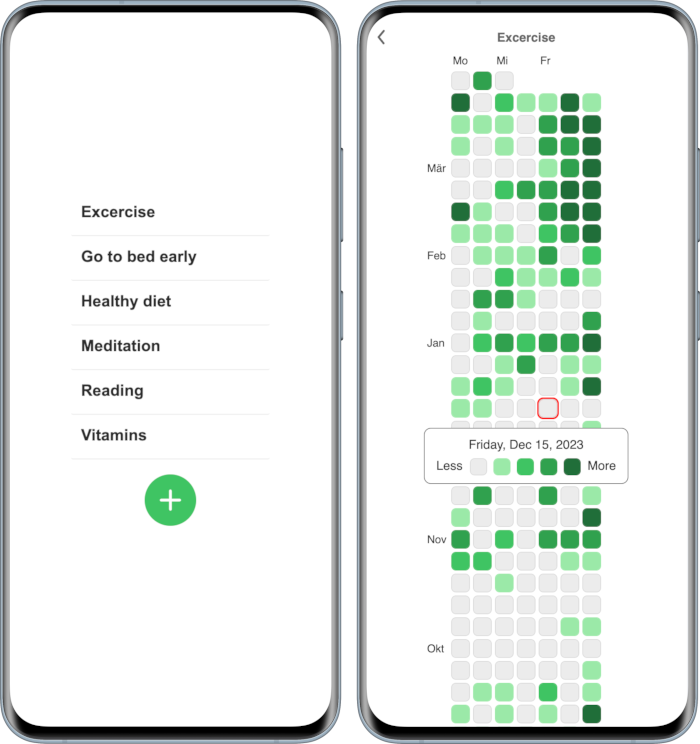 Excercise
Go to bed early
Healthy diet
Meditation
Reading
Vitamins
Excercise
Mo Mi Fr
Mär
Feb
Jan
Friday, Dec 15, 2023
Less More
Nov
Okt